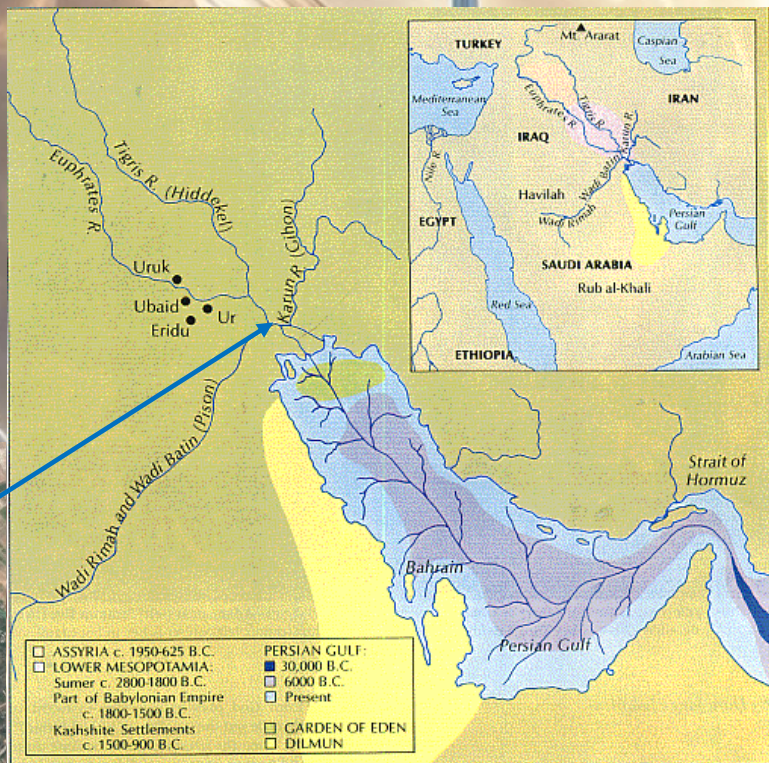 TURKEY
Mt. Ararat
Caspian
Sea
Mediterranean
Sea
Euphrates R.
Tigris R.
Karun R.
IRAN
IRAQ
Nile R.
Wadi Batin
Havilah
Wadi Rimah
Persian
Gulf
EGYPT
SAUDI ARABIA
Rub al-Khali
Red Sea
ETHIOPIA
Arabian Sea
Euphrates R.
Tigris R. (Hiddekel)
Karun R. (Gihon)
Uruk
Ubaid
Ur
Eridu
Wadi Rimah and Wadi Batin (Pison)
Strait of
Hormuz
Bahrain
Persian Gulf
ASSYRIA c. 1950-625 B.C.
LOWER MESOPOTAMIA:
Sumer c. 2800-1800 B.C.
Part of Babylonian Empire
c. 1800-1500 B.C.
Kashshite Settlements
c. 1500-900 B.C.
PERSIAN GULF:
30,000 B.C.
6000 B.C.
Present
GARDEN OF EDEN
DILMUN